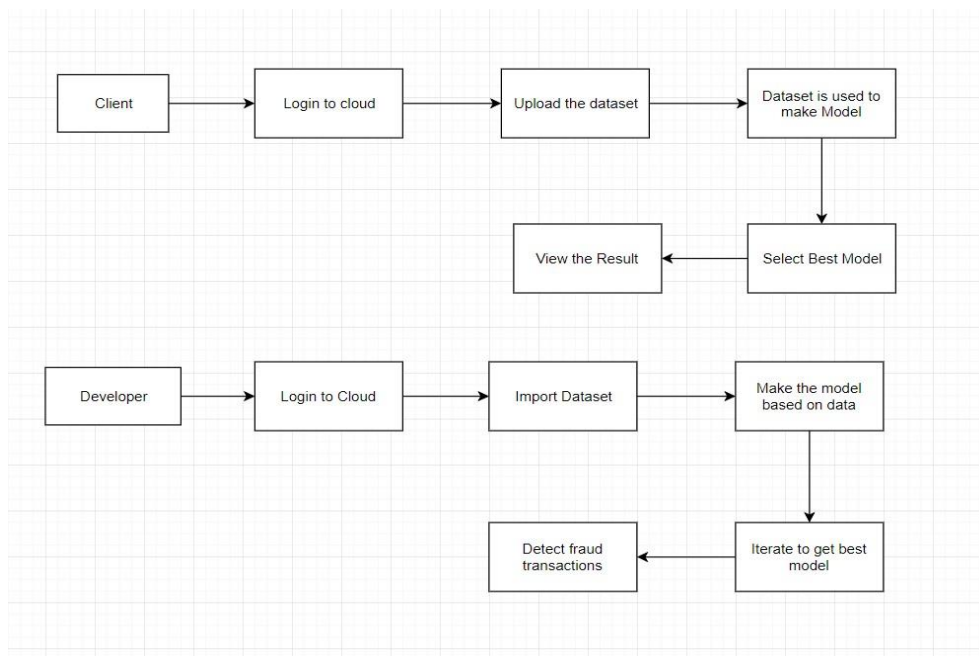 Client
Login to cloud
Upload the dataset
Dataset is used to
make Model
View the Result
Select Best Model
Developer
Login to Cloud
Import Dataset
Make the model
based on data
Detect fraud
transactions
Iterate to get best
model